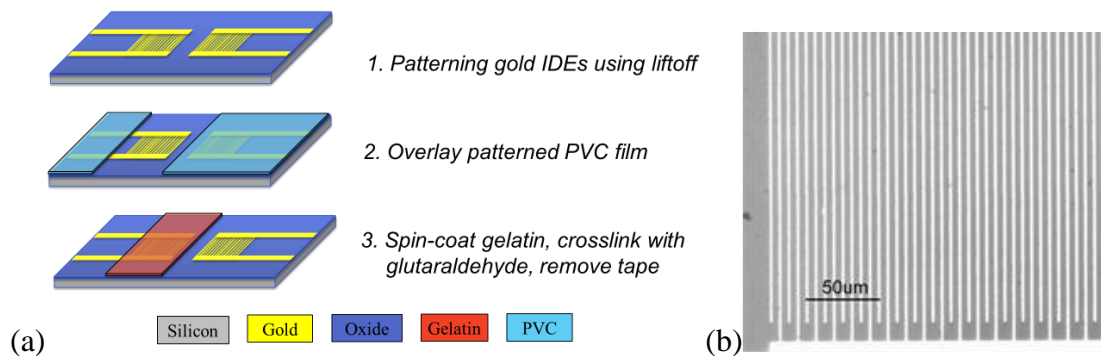 1. Patterning gold IDEs using liftoff
2. Overlay patterned PVC film
3. Spin-coat gelatin, crosslink with
glutaraldehyde, remove tape
Silicon Gold Oxide Gelatin PVC
(a)
50um
(b)